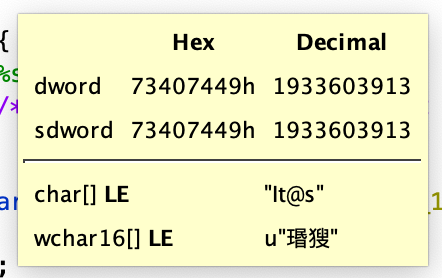 {
Hex Decimal
%s
dword 73407449h 1933603913
/*
sdword 73407449h 1933603913
char[] LE "It@s"
ar
wchar16[] LE u"瑉獀"
;